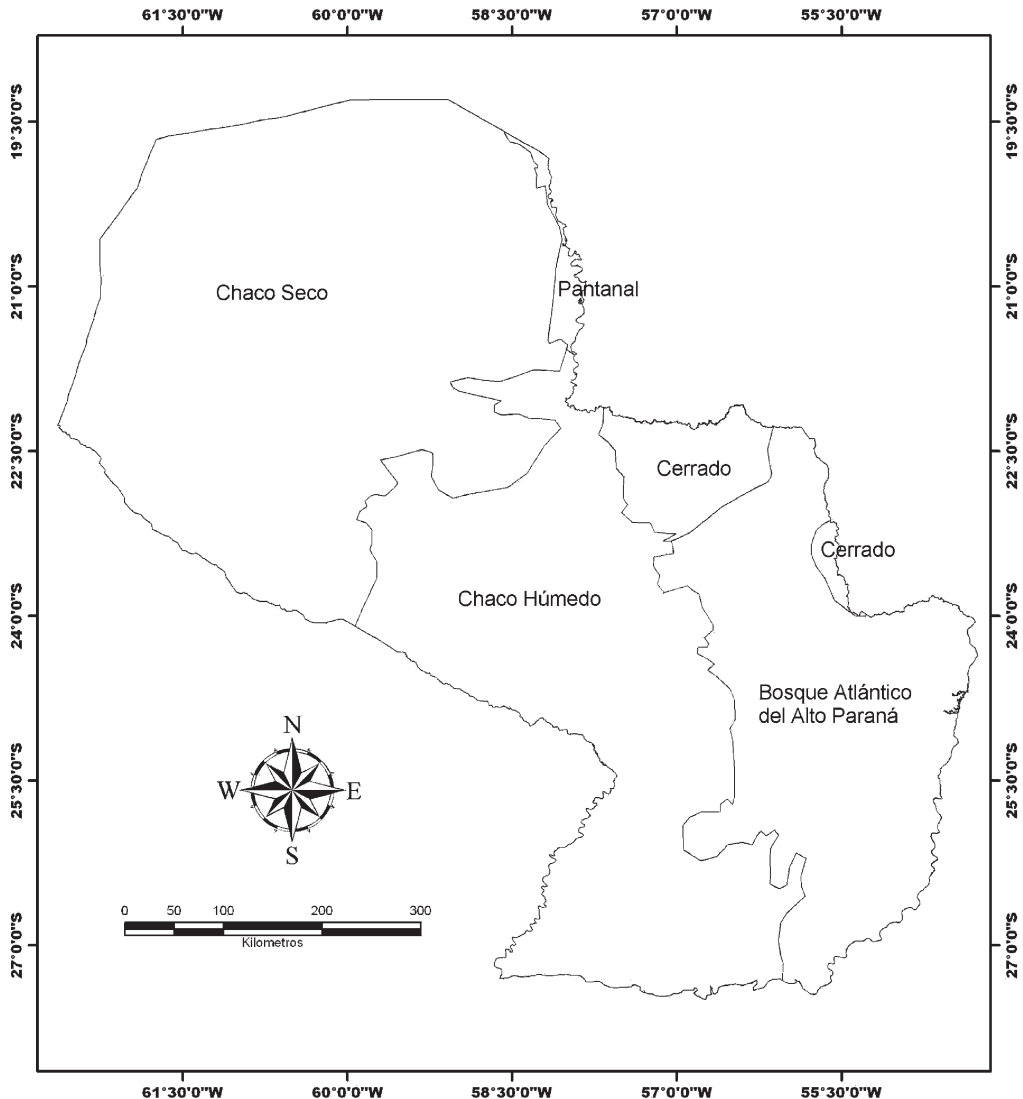 61°30'0"W 60°0'0"W 58°30'0"W 57°0'0"W 55°30'0"W
19°30'0"S 19°30'0"S
21°0'0"S 21°0'0"S
Chaco Seco
Pantanal
22°30'0"S 22°30'0"S
Cerrado
Cerrado
24°0'0"S 24°0'0"S
Chaco Húmedo
Bosque Atlántico
del Alto Paraná
N
W E
S
25°30'0"S 25°30'0"S
0 50 100 200 300
Kilometros
27°0'0"S 27°0'0"S
61°30'0"W 60°0'0"W 58°30'0"W 57°0'0"W 55°30'0"W